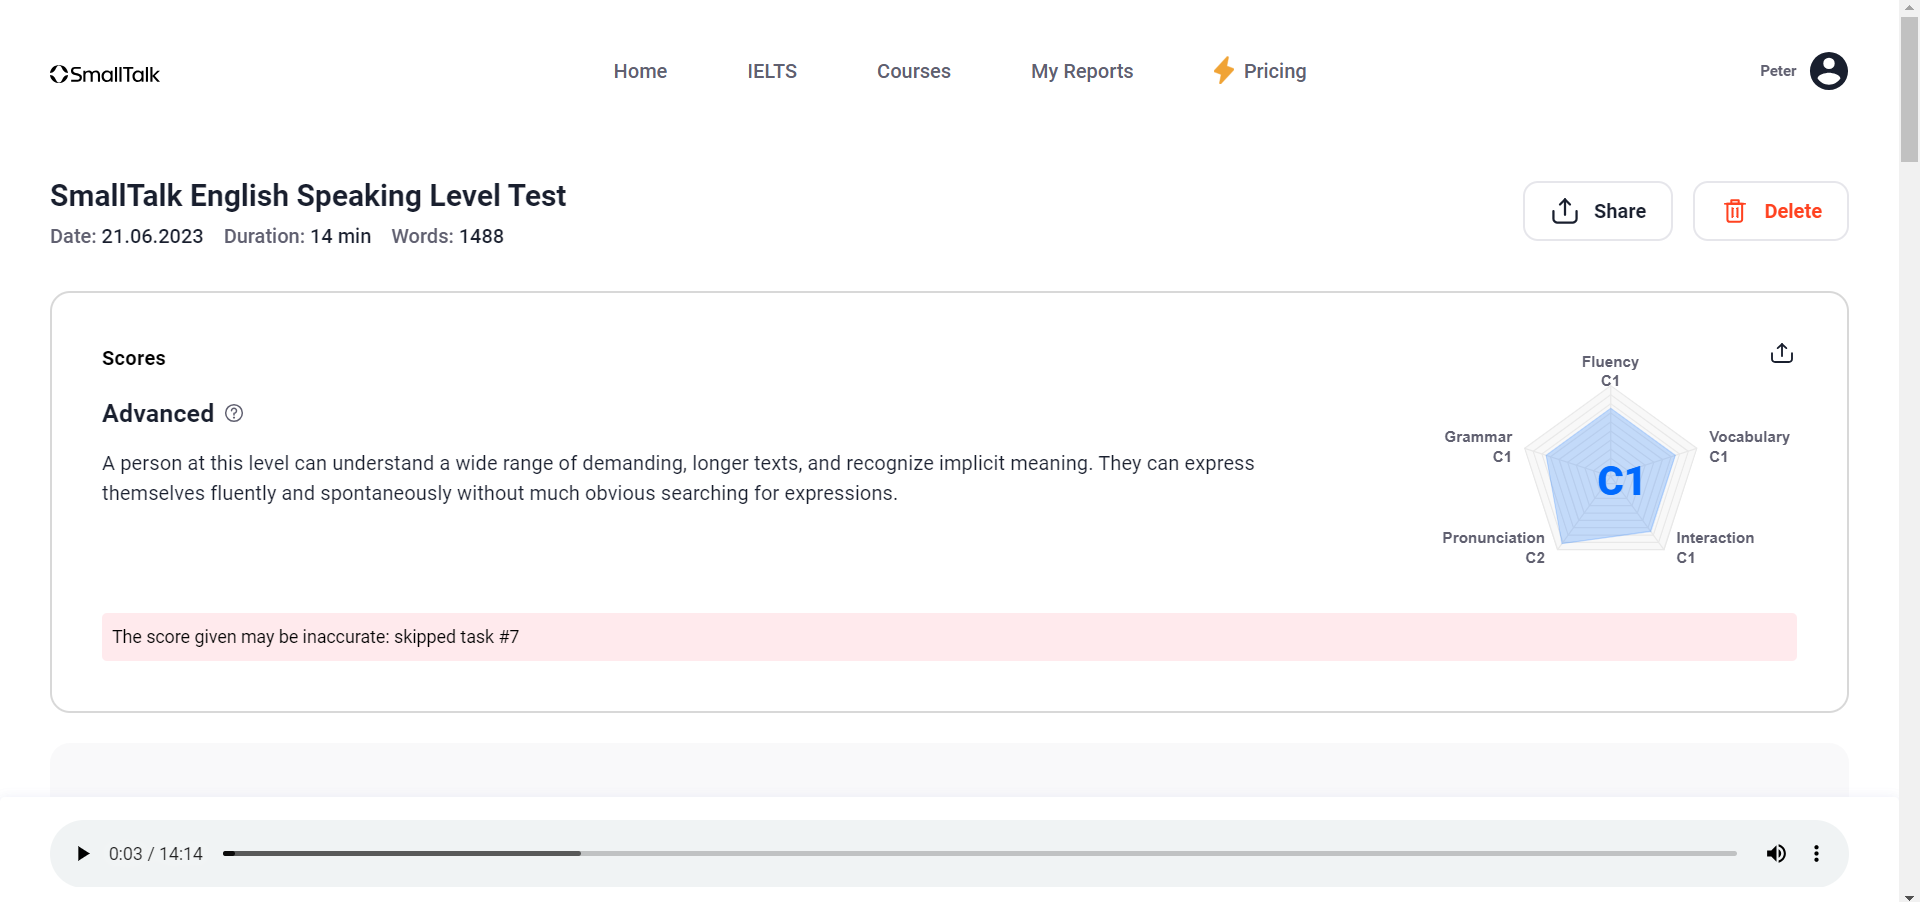 SmallTalk
Home IELTS Courses My Reports Pricing
Peter
SmallTalk English Speaking Level Test
Date: 21.06.2023 Duration: 14 min Words: 1488
Share
Delete
Scores
Advanced ?
A person at this level can understand a wide range of demanding, longer texts, and recognize implicit meaning. They can express
themselves fluently and spontaneously without much obvious searching for expressions.
Fluency
C1
Grammar
C1
Vocabulary
C1
C1
Pronunciation
C2
Interaction
C1
The score given may be inaccurate: skipped task #7
0:03 / 14:14